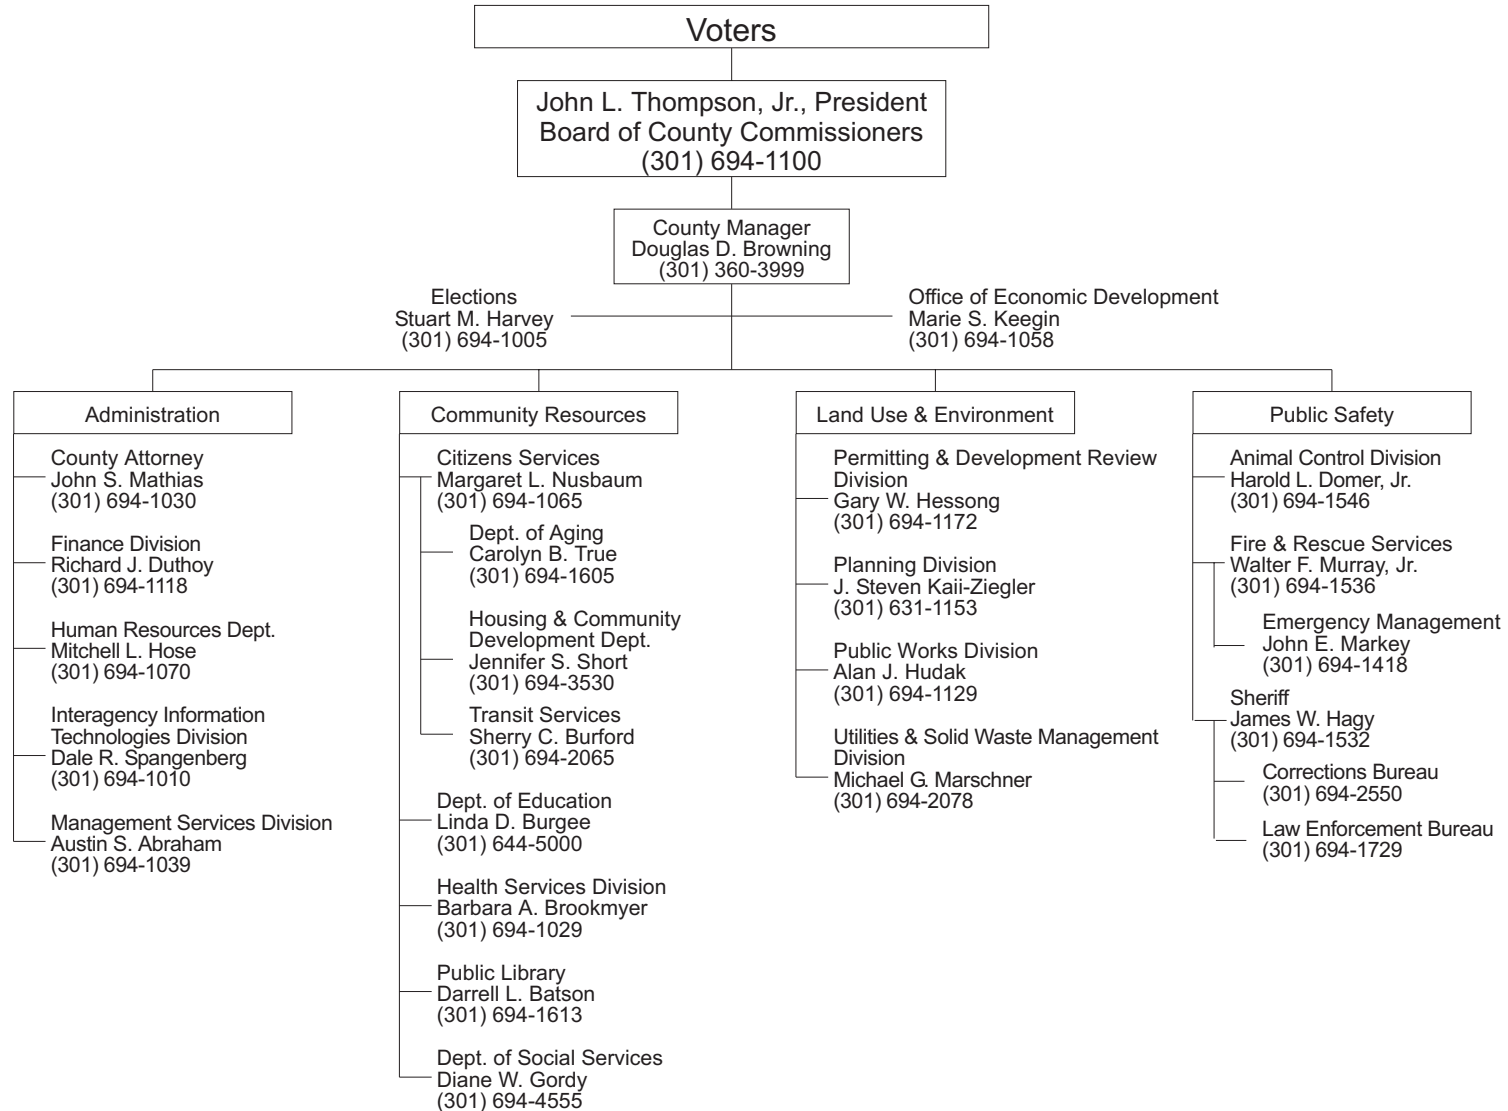 Voters
John L. Thompson, Jr., President
Board of County Commissioners
(301) 694-1100
County Manager
Douglas D. Browning
(301) 360-3999
Elections
Stuart M. Harvey
(301) 694-1005
Office of Economic Development
Marie S. Keegin
(301) 694-1058
Administration
County Attorney
John S. Mathias
(301) 694-1030
Finance Division
Richard J. Duthoy
(301) 694-1118
Human Resources Dept.
Mitchell L. Hose
(301) 694-1070
Interagency Information
Technologies Division
Dale R. Spangenberg
(301) 694-1010
Management Services Division
Austin S. Abraham
(301) 694-1039
Community Resources
Citizens Services
Margaret L. Nusbaum
(301) 694-1065
Dept. of Aging
Carolyn B. True
(301) 694-1605
Housing & Community
Development Dept.
Jennifer S. Short
(301) 694-3530
Transit Services
Sherry C. Burford
(301) 694-2065
Dept. of Education
Linda D. Burgee
(301) 644-5000
Health Services Division
Barbara A. Brookmyer
(301) 694-1029
Public Library
Darrell L. Batson
(301) 694-1613
Dept. of Social Services
Diane W. Gordy
(301) 694-4555
Land Use & Environment
Permitting & Development Review
Division
Gary W. Hessong
(301) 694-1172
Planning Division
J. Steven Kaii-Ziegler
(301) 631-1153
Public Works Division
Alan J. Hudak
(301) 694-1129
Utilities & Solid Waste Management
Division
Michael G. Marschner
(301) 694-2078
Public Safety
Animal Control Division
Harold L. Domer, Jr.
(301) 694-1546
Fire & Rescue Services
Walter F. Murray, Jr.
(301) 694-1536
Emergency Management
John E. Markey
(301) 694-1418
Sheriff
James W. Hagy
(301) 694-1532
Corrections Bureau
(301) 694-2550
Law Enforcement Bureau
(301) 694-1729